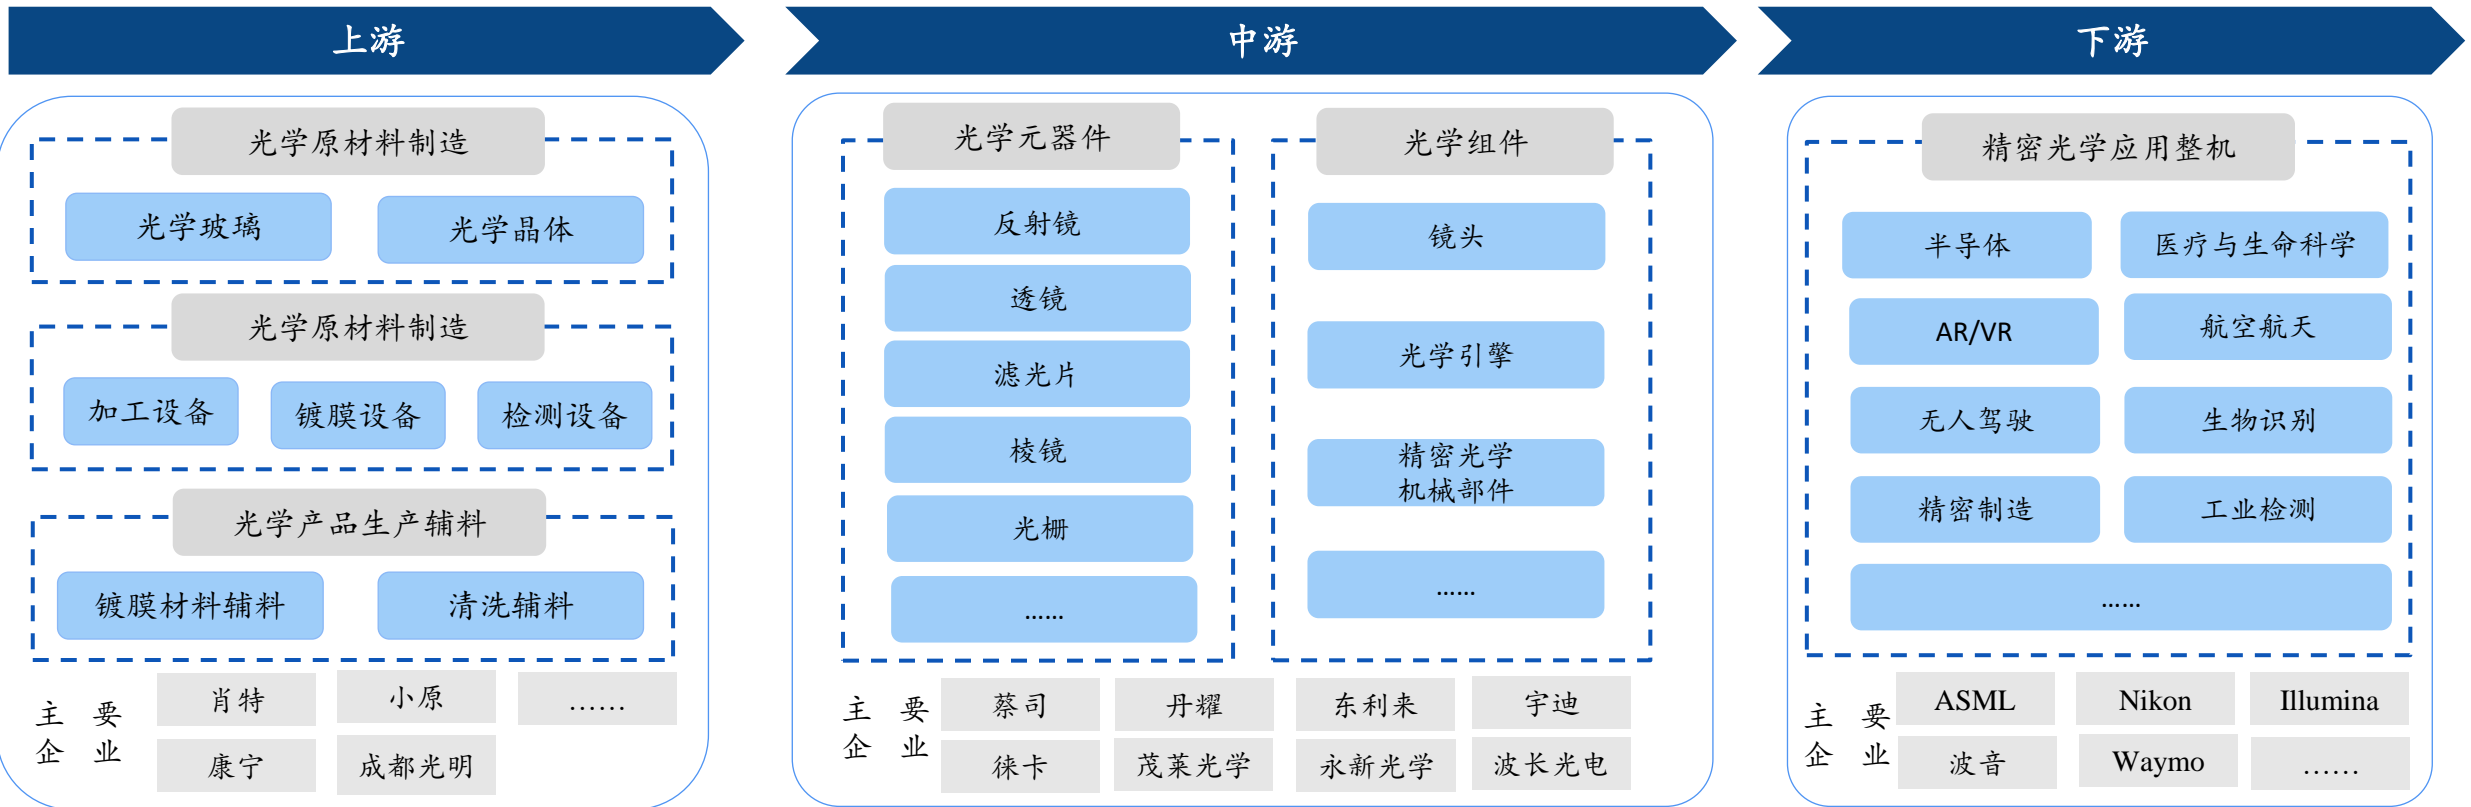 上游
光学原材料制造
光学玻璃
光学晶体
光学原材料制造
加工设备
镀膜设备
检测设备
光学产品生产辅料
镀膜材料辅料
清洗辅料
主要
企业
肖特
小原
……
康宁
成都光明
中游
光学元器件
反射镜
透镜
滤光片
棱镜
光栅
……
光学组件
镜头
光学引擎
精密光学
机械部件
……
主要
企业
蔡司
丹耀
东利来
宇迪
徕卡
茂莱光学
永新光学
波长光电
下游
精密光学应用整机
半导体
医疗与生命科学
AR/VR
航空航天
无人驾驶
生物识别
精密制造
工业检测
……
主要
企业
ASML
Nikon
Illumina
波音
Waymo
……